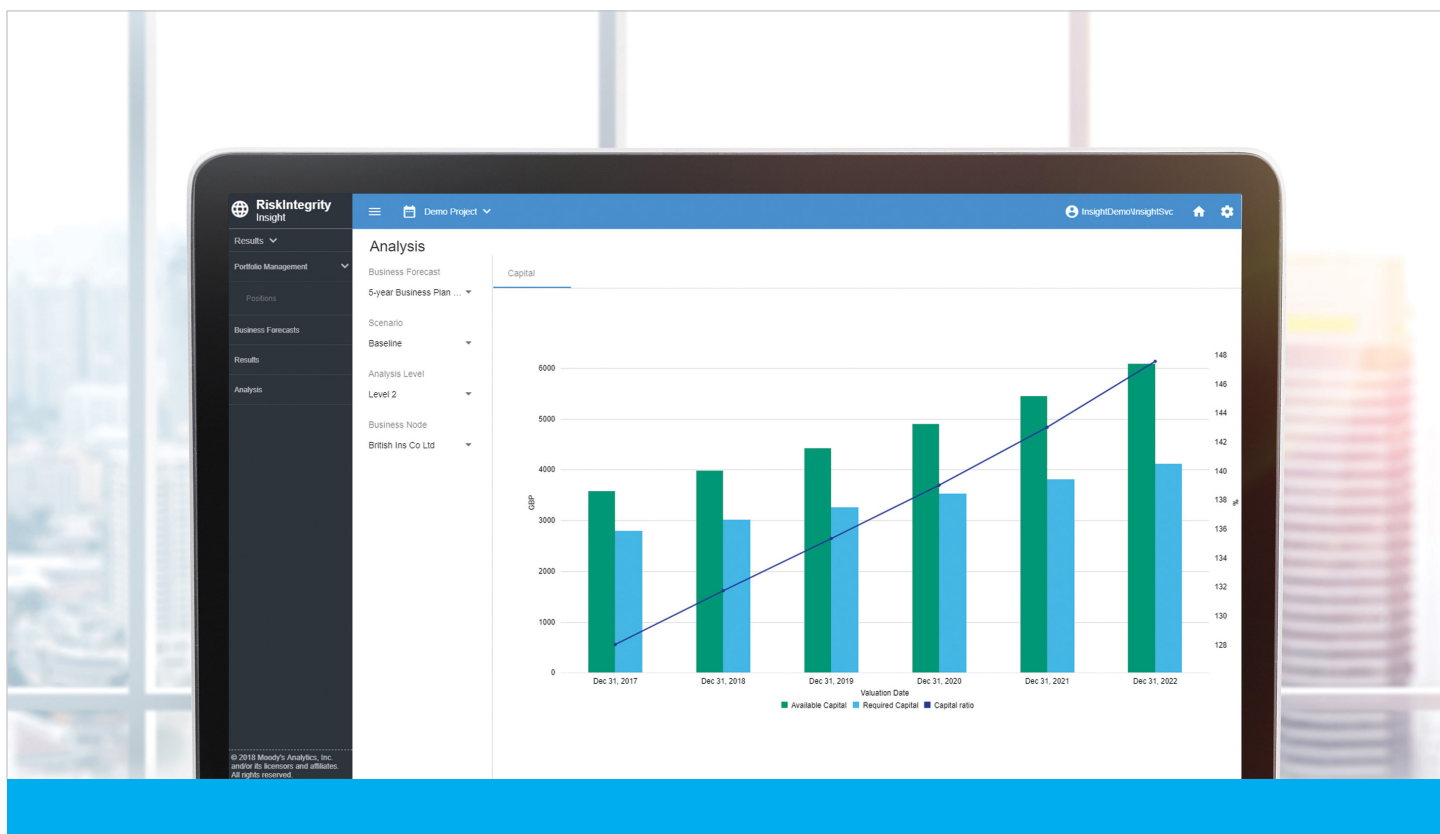 RiskIntegrity
Insight
Demo Project
InsightDemo\InsightSvc
Results
Portfolio Management
Positions
Business Forecasts
Results
Analysis
© 2018 Moody's Analytics, Inc.
and/or its licensors and affiliates.
All rights reserved.
Analysis
Business Forecast
5-year Business Plan ...
Scenario
Baseline
Analysis Level
Level 2
Business Node
British Ins Co Ltd
Capital
6000
5000
4000
3000
2000
1000
0
GBP
148
146
144
142
140
138
136
134
132
130
128
%
Dec 31, 2017 Dec 31, 2018 Dec 31, 2019 Dec 31, 2020 Dec 31, 2021 Dec 31, 2022
Valuation Date
Available Capital Required Capital Capital ratio